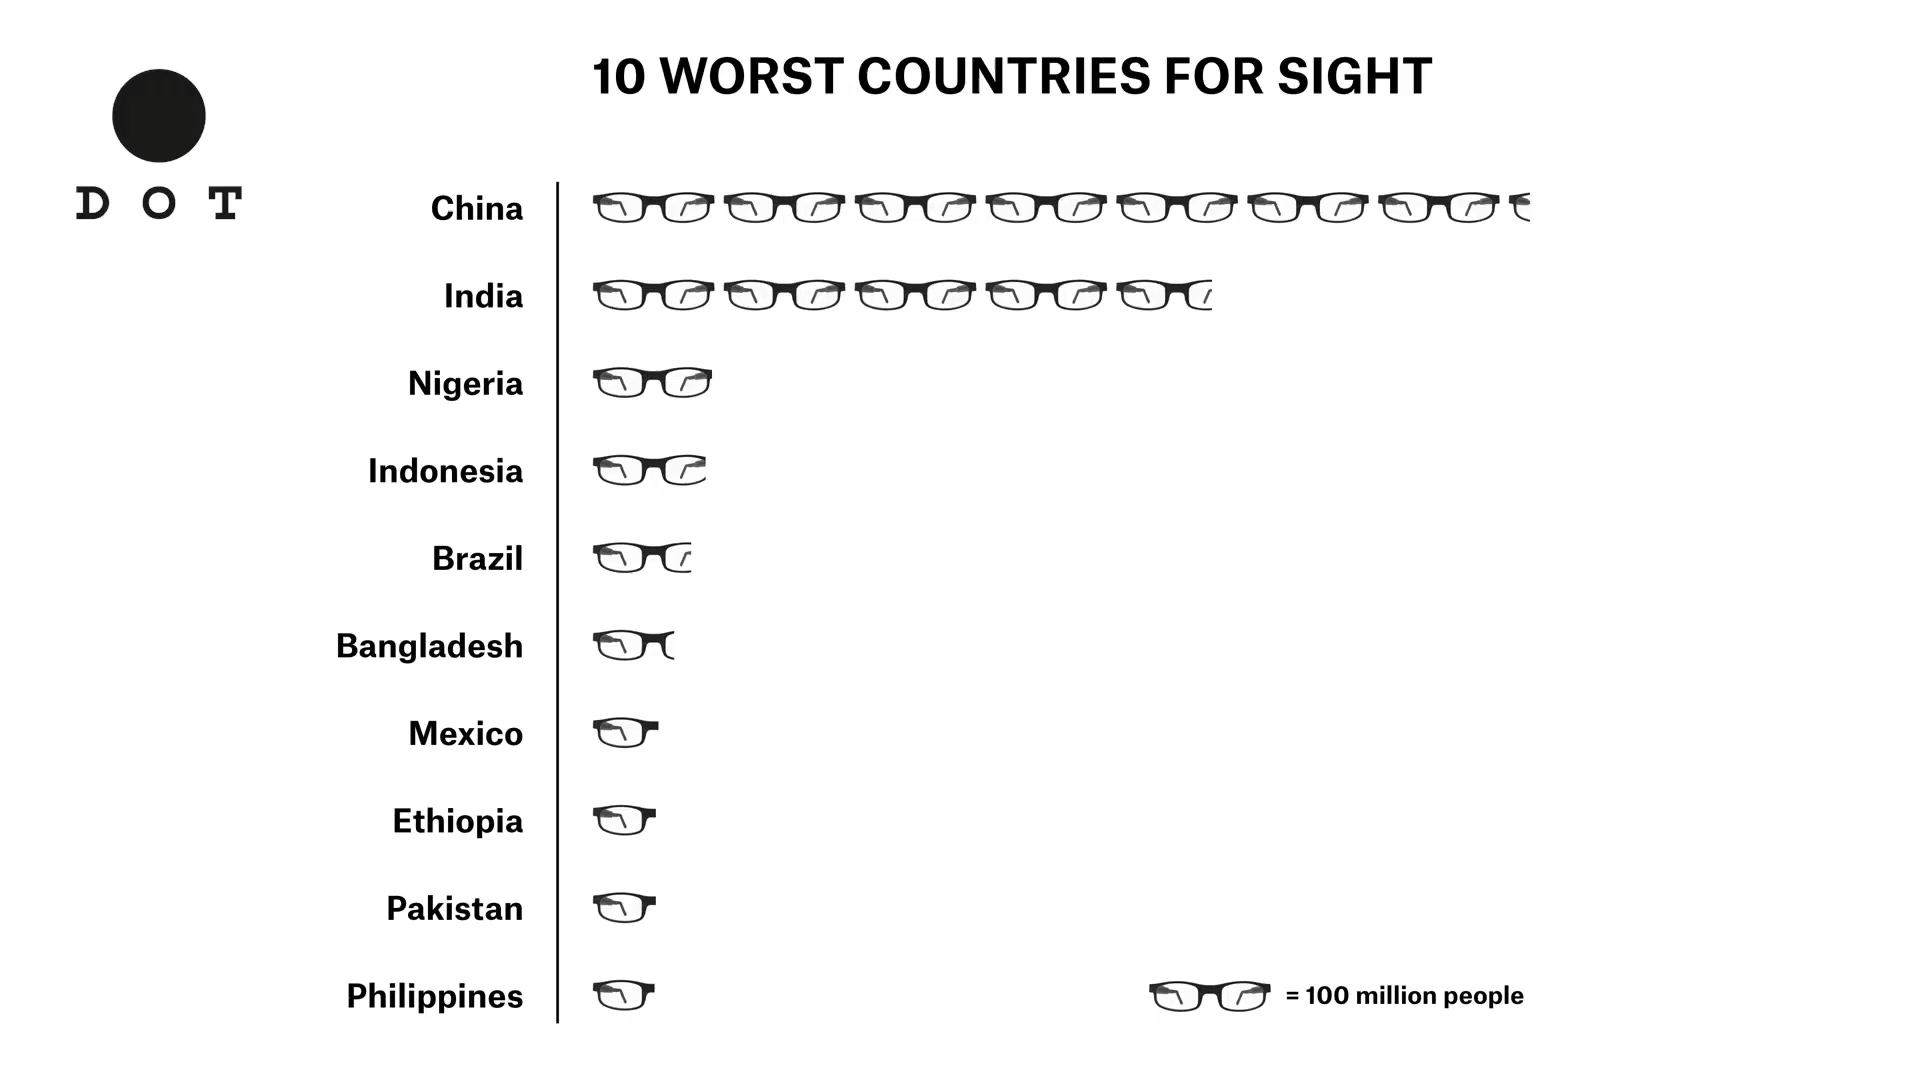 10 WORST COUNTRIES FOR SIGHT
D O T
China
India
Nigeria
Indonesia
Brazil
Bangladesh
Mexico
Ethiopia
Pakistan
Philippines
= 100 million people